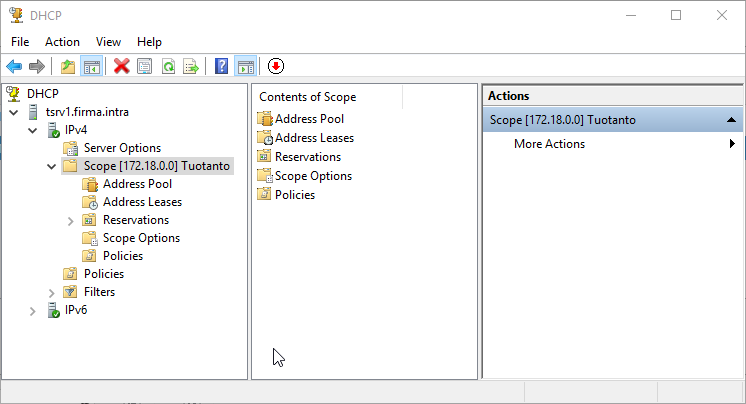 DHCP
File Action View Help
DHCP
tsrv1.firma.intra
IPv4
Server Options
Scope [172.18.0.0] Tuotanto
Address Pool
Address Leases
Reservations
Scope Options
Policies
Policies
Filters
IPv6
Contents of Scope
Address Pool
Address Leases
Reservations
Scope Options
Policies
Actions
Scope [172.18.0.0] Tuotanto
More Actions